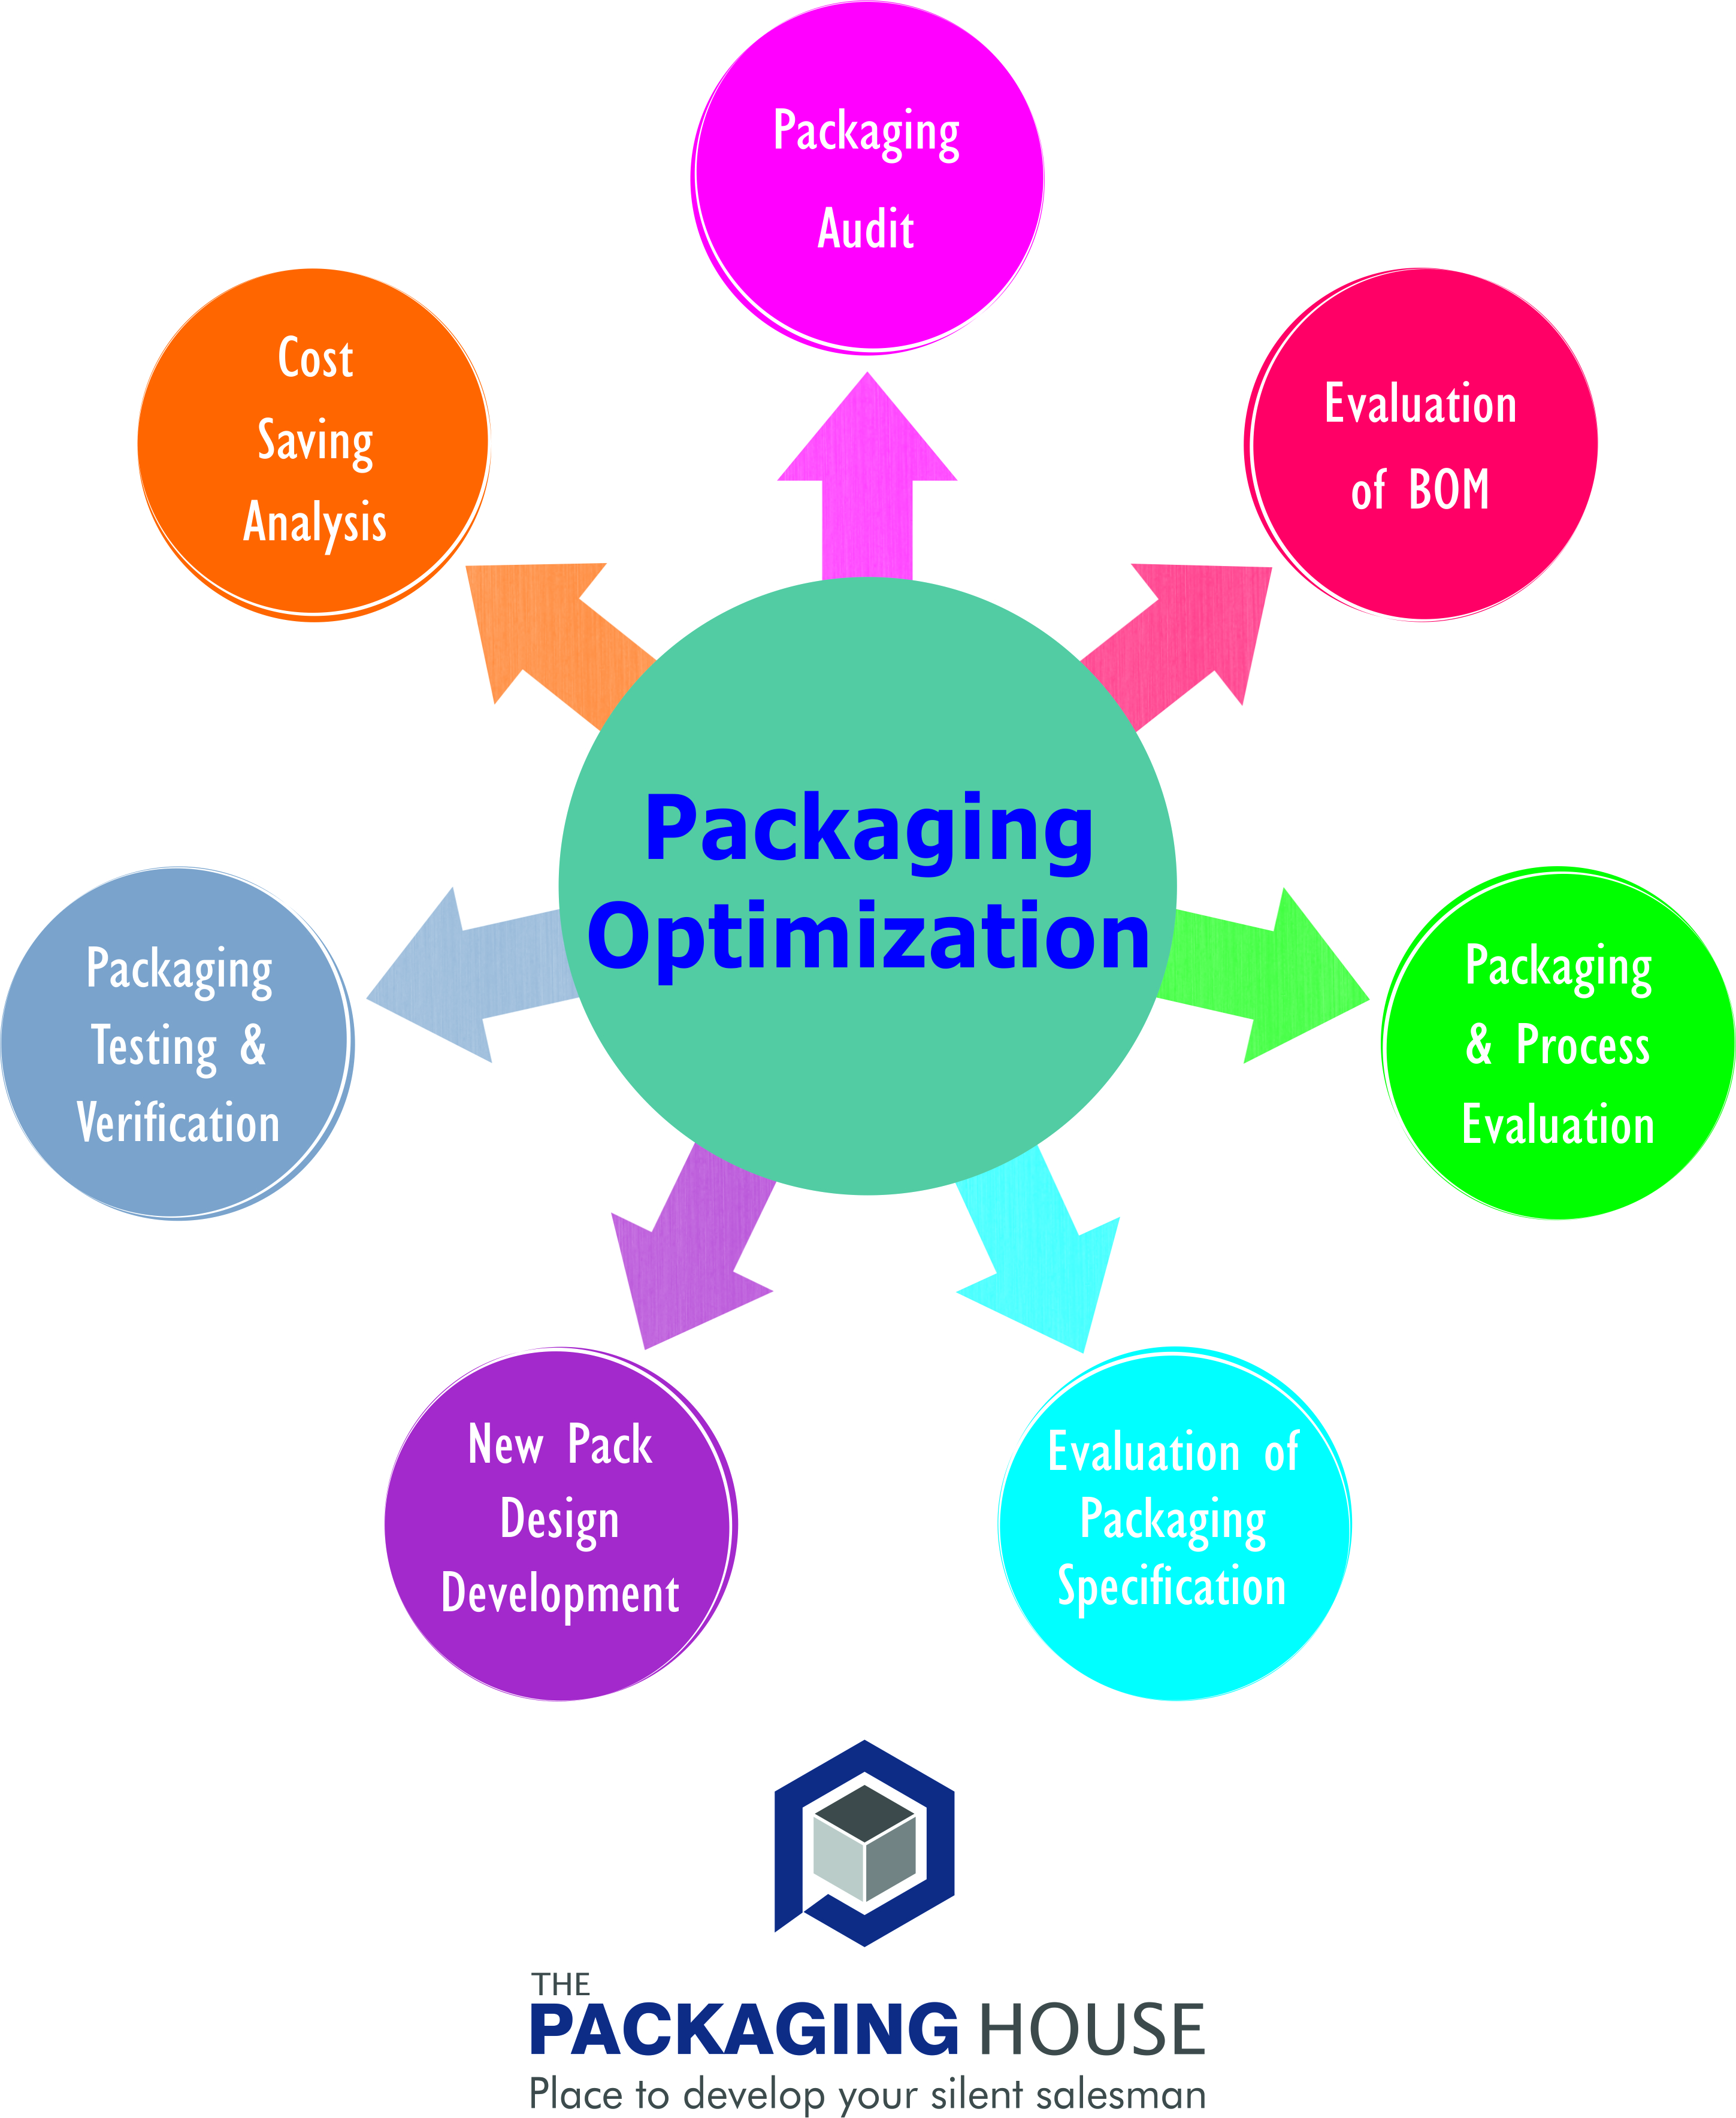 Packaging
Audit
Evaluation
of BOM
Packaging
& Process
Evaluation
Evaluation of
Packaging
Specification
New Pack
Design
Development
Packaging
Testing &
Verification
Cost
Saving
Analysis
Packaging
Optimization
THE
PACKAGING HOUSE
Place to develop your silent salesman